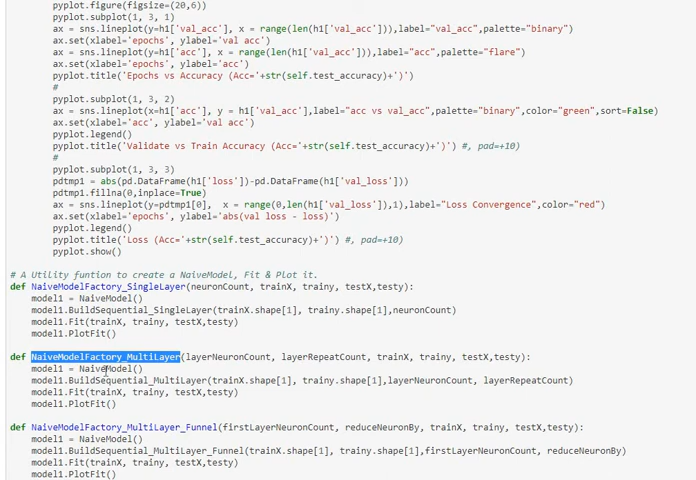 pyplot.figure(figsize=(20,6))
pyplot.subplot(1, 3, 1)
ax = sns.lineplot(y=h1['val_acc'], x = range(len(h1['val_acc'])),label="val_acc",palette="binary")
ax.set(xlabel='epochs', ylabel='val acc')
ax = sns.lineplot(y=h1['acc'], x = range(len(h1['val_acc'])),label="acc",palette="flare")
ax.set(xlabel='epochs', ylabel='acc')
pyplot.title('Epochs vs Accuracy (Acc='+str(self.test_accuracy)+')')
#
pyplot.subplot(1, 3, 2)
ax = sns.lineplot(x=h1['acc'], y = h1['val_acc'],label="acc vs val_acc",palette="binary",color="green",sort=False)
ax.set(xlabel='acc', ylabel='val acc')
pyplot.legend()
pyplot.title('Validate vs Train Accuracy (Acc='+str(self.test_accuracy)+')') #, pad=+10)
#
pyplot.subplot(1, 3, 3)
pdtmp1 = abs(pd.DataFrame(h1['loss'])-pd.DataFrame(h1['val_loss']))
pdtmp1.fillna(0,inplace=True)
ax = sns.lineplot(y=pdtmp1[0],  x = range(0,len(h1['val_loss']),1),label="Loss Convergence",color="red")
ax.set(xlabel='epochs', ylabel='abs(val loss - loss)')
pyplot.legend()
pyplot.title('Loss (Acc='+str(self.test_accuracy)+')') #, pad=+10)
pyplot.show()
# A Utility funtion to create a NaiveModel, Fit & Plot it.
def NaiveModelFactory_SingleLayer(neuronCount, trainX, trainy, testX,testy):
model1 = NaiveModel()
model1.BuildSequential_SingleLayer(trainX.shape[1], trainy.shape[1],neuronCount)
model1.Fit(trainX, trainy, testX,testy)
model1.PlotFit()
def NaiveModelFactory_MultiLayer(layerNeuronCount, layerRepeatCount, trainX, trainy, testX,testy):
model1 = NaiveModel()
model1.BuildSequential_MultiLayer(trainX.shape[1], trainy.shape[1],layerNeuronCount, layerRepeatCount)
model1.Fit(trainX, trainy, testX,testy)
model1.PlotFit()
def NaiveModelFactory_MultiLayer_Funnel(firstLayerNeuronCount, reduceNeuronBy, trainX, trainy, testX,testy):
model1 = NaiveModel()
model1.BuildSequential_MultiLayer_Funnel(trainX.shape[1], trainy.shape[1],firstLayerNeuronCount, reduceNeuronBy)
model1.Fit(trainX, trainy, testX,testy)
model1.PlotFit()